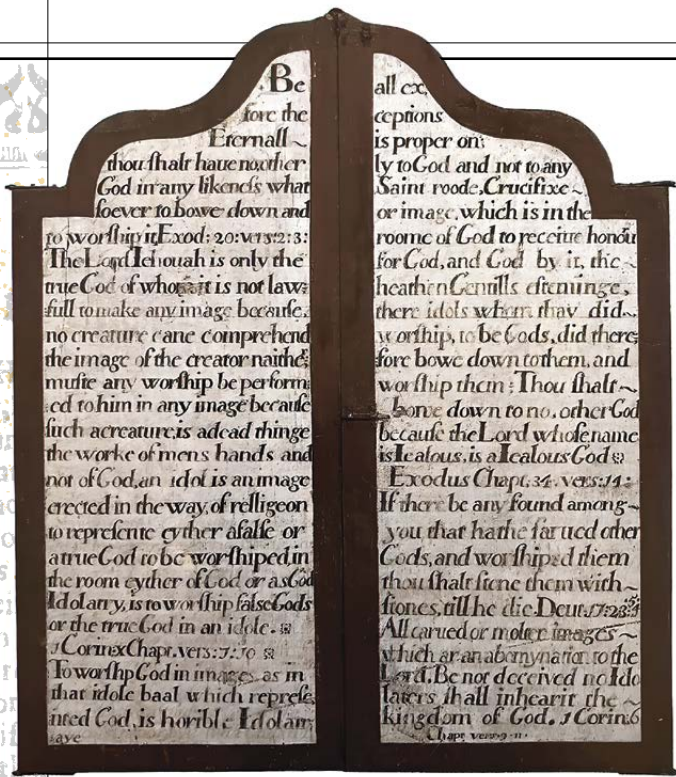 Be
fore the
Eternall ~
thou ſhalt haue no other
God in any likeneſs what
ſoever to bowe down and
to worſhip it Exod: 20: vers: 2: 3:
The Lord Iehouah is only the
true God of whom it is not law:
full to make any image becauſe,
no creature cane comprehend
the image of the creator naithe:
muſte any worſhip be perform:
ed to him in any image becauſe
ſuch acreature, is adead thinge
the worke of mens hands and
not of God, an idol is an image
erected in the way, of relligeon
to repreſente eyther afalſe or
a true God to be worſhiped, in
the room eyther of God or as God
Idolatry, is to worſhip falſe Gods
or the true God in an idole.
1 Corin x Chapt. vers: 7: 10
To worſhp God in images, as in
that idole baal which repreſe,
nted God, is horible Idolam
aye
all ex,
ceptions
is proper on:
ly to God and not to any
Saint roode, Crucifixe ~
or image, which is in the
roome of God to receiue honou
for God, and God by it, the ~
heathen Gentills eſteminge,
there idols whom thay did ~
worſhip, to be Gods, did there:
fore bowe down to them, and
worſhip them : Thou ſhalt ~
bowe down to no, other God
becauſe the Lord whoſe name
is Iealous, is a Iealous God
Exodus Chapt. 34. vers: 14:
If there be any found among ~
you that hathe ſarued other
Gods, and worſhiped them
thou ſhalt ſtone them with ~
ſtones, till he die. Deut. 17:
All carued or molten images ~
which ar an abomynation to the
Lord. Be not deceived no Ido
laters ſhall inhearit the ~
kingdom of God. 1 Corin: 6
Chapt vers 9 · 11 ·